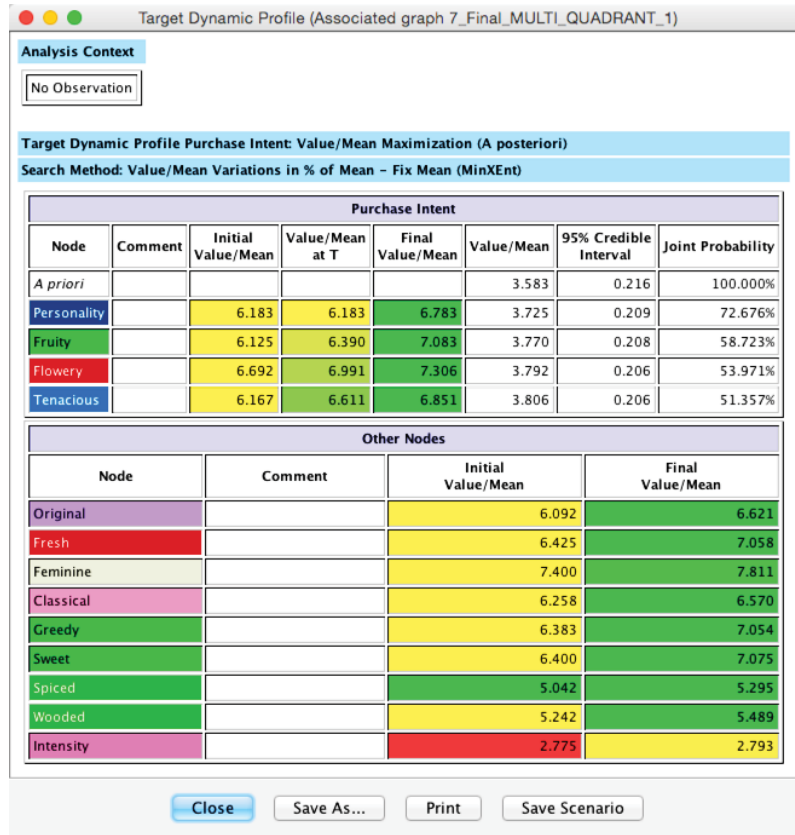 Target Dynamic Profile (Associated graph 7_Final_MULTI_QUADRANT_1)
Analysis Context
No Observation
Target Dynamic Profile Purchase Intent: Value/Mean Maximization (A posteriori)
Search Method: Value/Mean Variations in % of Mean - Fix Mean (MinXEnt)
Purchase Intent
Node Comment Initial Value/Mean Value/Mean at T Final Value/Mean Value/Mean 95% Credible Interval Joint Probability
A priori 3.583 0.216 100.000%
Personality 6.183 6.183 6.783 3.725 0.209 72.676%
Fruity 6.125 6.390 7.083 3.770 0.208 58.723%
Flowery 6.692 6.991 7.306 3.792 0.206 53.971%
Tenacious 6.167 6.611 6.851 3.806 0.206 51.357%
Other Nodes
Node Comment Initial Value/Mean Final Value/Mean
Original 6.092 6.621
Fresh 6.425 7.058
Feminine 7.400 7.811
Classical 6.258 6.570
Greedy 6.383 7.054
Sweet 6.400 7.075
Spiced 5.042 5.295
Wooded 5.242 5.489
Intensity 2.775 2.793
Close Save As... Print Save Scenario